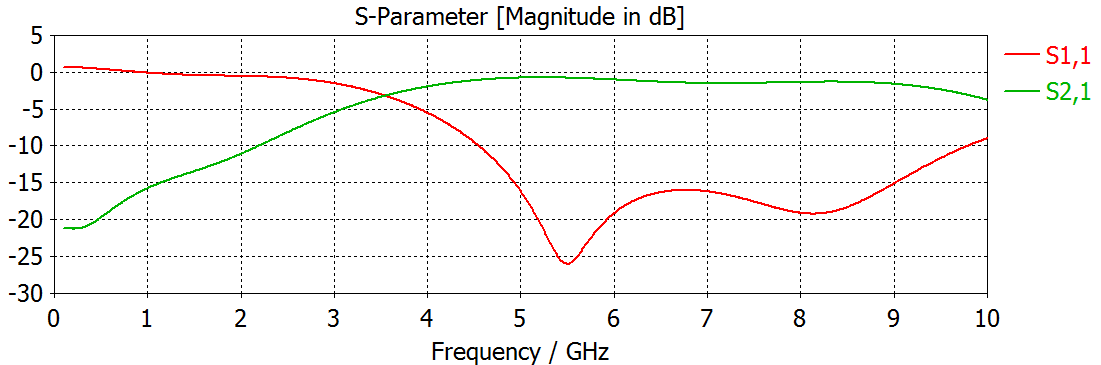 S-Parameter [Magnitude in dB]
5
0
-5
-10
-15
-20
-25
-30
0 1 2 3 4 5 6 7 8 9 10
Frequency / GHz
S1,1
S2,1